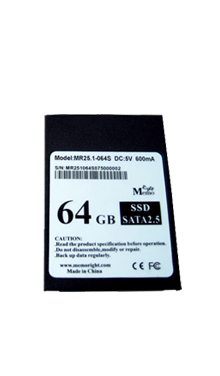 Model:MR25.1-064S DC:5V 600mA
S/N:MR2510645075000002
64 GB
SSD
SATA2.5
CAUTION:
.Read the product specification before operation.
.Do not disassemble,modify or repair.
.Back up data regularly.
www.memoright.com
Made in China
CE FC